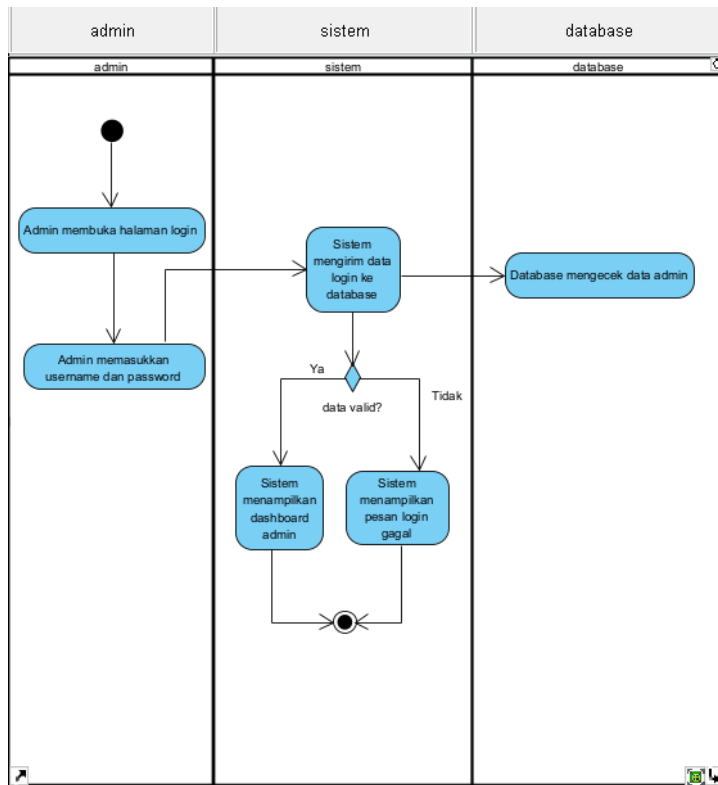 admin
sistem
database
admin
sistem
database
Admin membuka halaman login
Admin memasukkan
username dan password
Sistem
mengirim data
login ke
database
Database mengecek data admin
Ya
Tidak
data valid?
Sistem
menampilkan
dashboard
admin
Sistem
menampilkan
pesan login
gagal